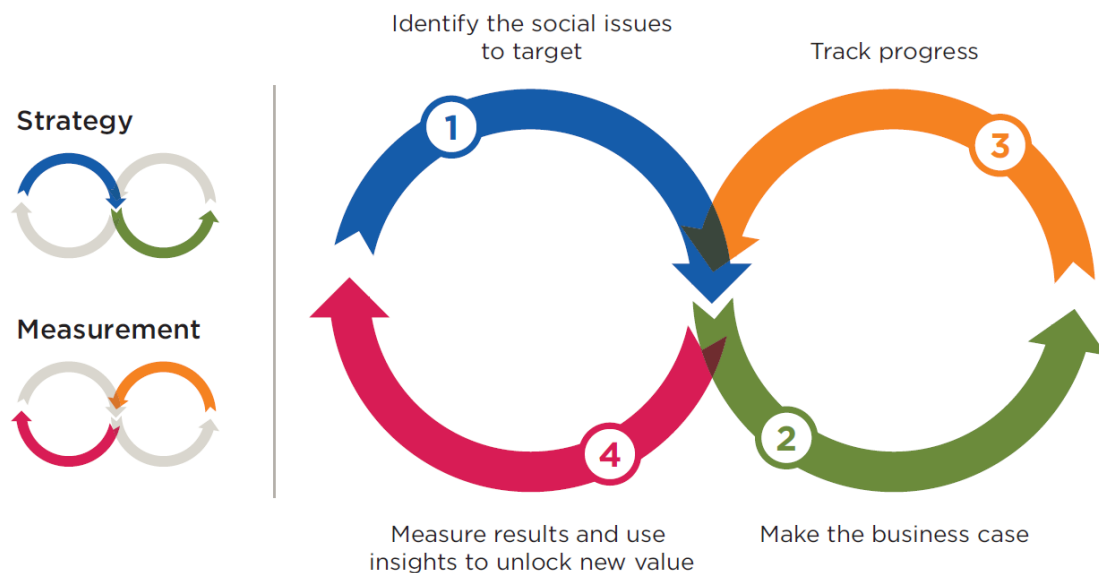 Strategy
Measurement
Identify the social issues
to target
1
Track progress
3
4
Measure results and use
insights to unlock new value
2
Make the business case